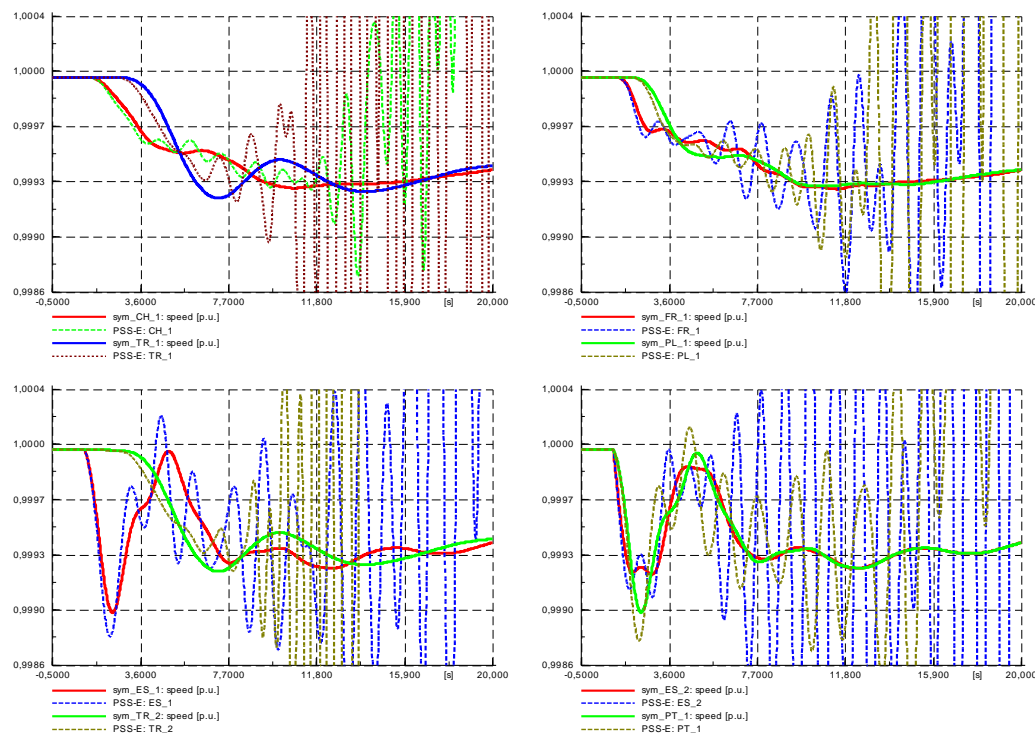 1,0004
1,0000
0,9997
0,9993
0,9990
0,9986
-0,5000 3,6000 7,7000 11,800 15,900 [s] 20,000
sym_CH_1: speed [p.u.]
PSS-E: CH_1
sym_TR_1: speed [p.u.]
PSS-E: TR_1
1,0004
1,0000
0,9997
0,9993
0,9990
0,9986
-0,5000 3,6000 7,7000 11,800 15,900 [s] 20,000
sym_FR_1: speed [p.u.]
PSS-E: FR_1
sym_PL_1: speed [p.u.]
PSS-E: PL_1
1,0004
1,0000
0,9997
0,9993
0,9990
0,9986
-0,5000 3,6000 7,7000 11,800 15,900 [s] 20,000
sym_ES_1: speed [p.u.]
PSS-E: ES_1
sym_TR_2: speed [p.u.]
PSS-E: TR_2
1,0004
1,0000
0,9997
0,9993
0,9990
0,9986
-0,5000 3,6000 7,7000 11,800 15,900 [s] 20,000
sym_ES_2: speed [p.u.]
PSS-E: ES_2
sym_PT_1: speed [p.u.]
PSS-E: PT_1